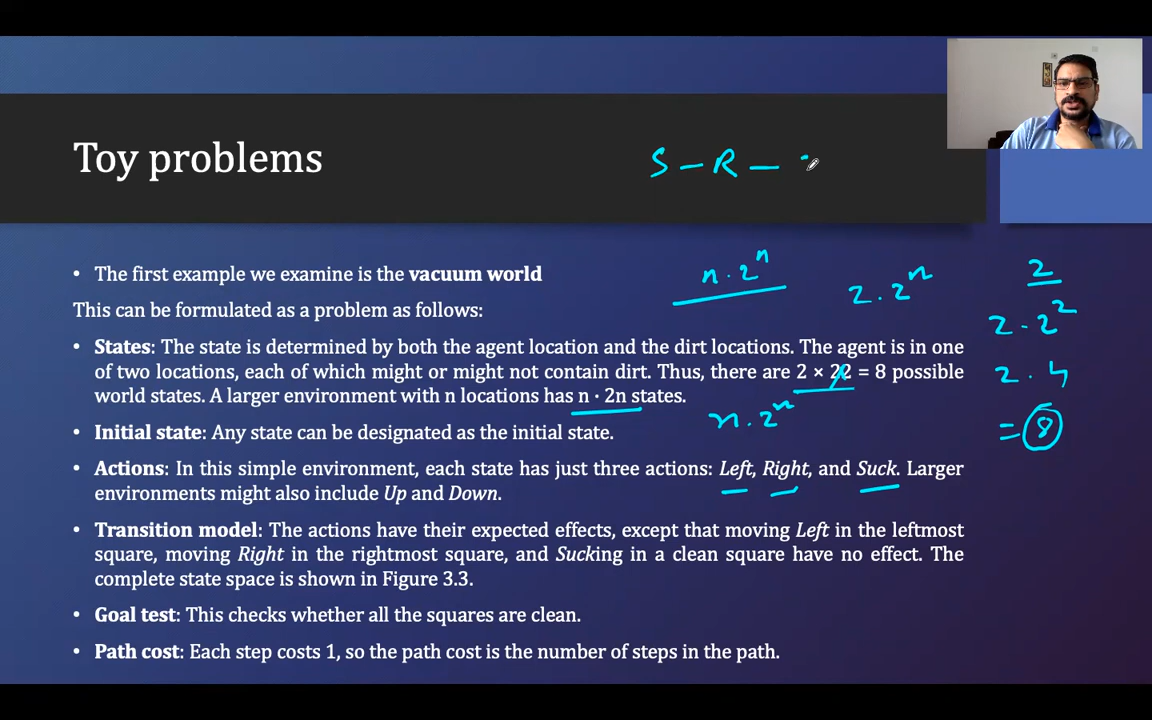 Toy problems
S – R –
• The first example we examine is the vacuum world
n · 2ⁿ
2 · 2ⁿ
2
This can be formulated as a problem as follows:
2 · 2²
• States: The state is determined by both the agent location and the dirt locations. The agent is in one
of two locations, each of which might or might not contain dirt. Thus, there are 2 × 22 = 8 possible
2 · 4
world states. A larger environment with n locations has n · 2n states.
n · 2ⁿ
= 8
• Initial state: Any state can be designated as the initial state.
• Actions: In this simple environment, each state has just three actions: Left, Right, and Suck. Larger
environments might also include Up and Down.
• Transition model: The actions have their expected effects, except that moving Left in the leftmost
square, moving Right in the rightmost square, and Sucking in a clean square have no effect. The
complete state space is shown in Figure 3.3.
• Goal test: This checks whether all the squares are clean.
• Path cost: Each step costs 1, so the path cost is the number of steps in the path.